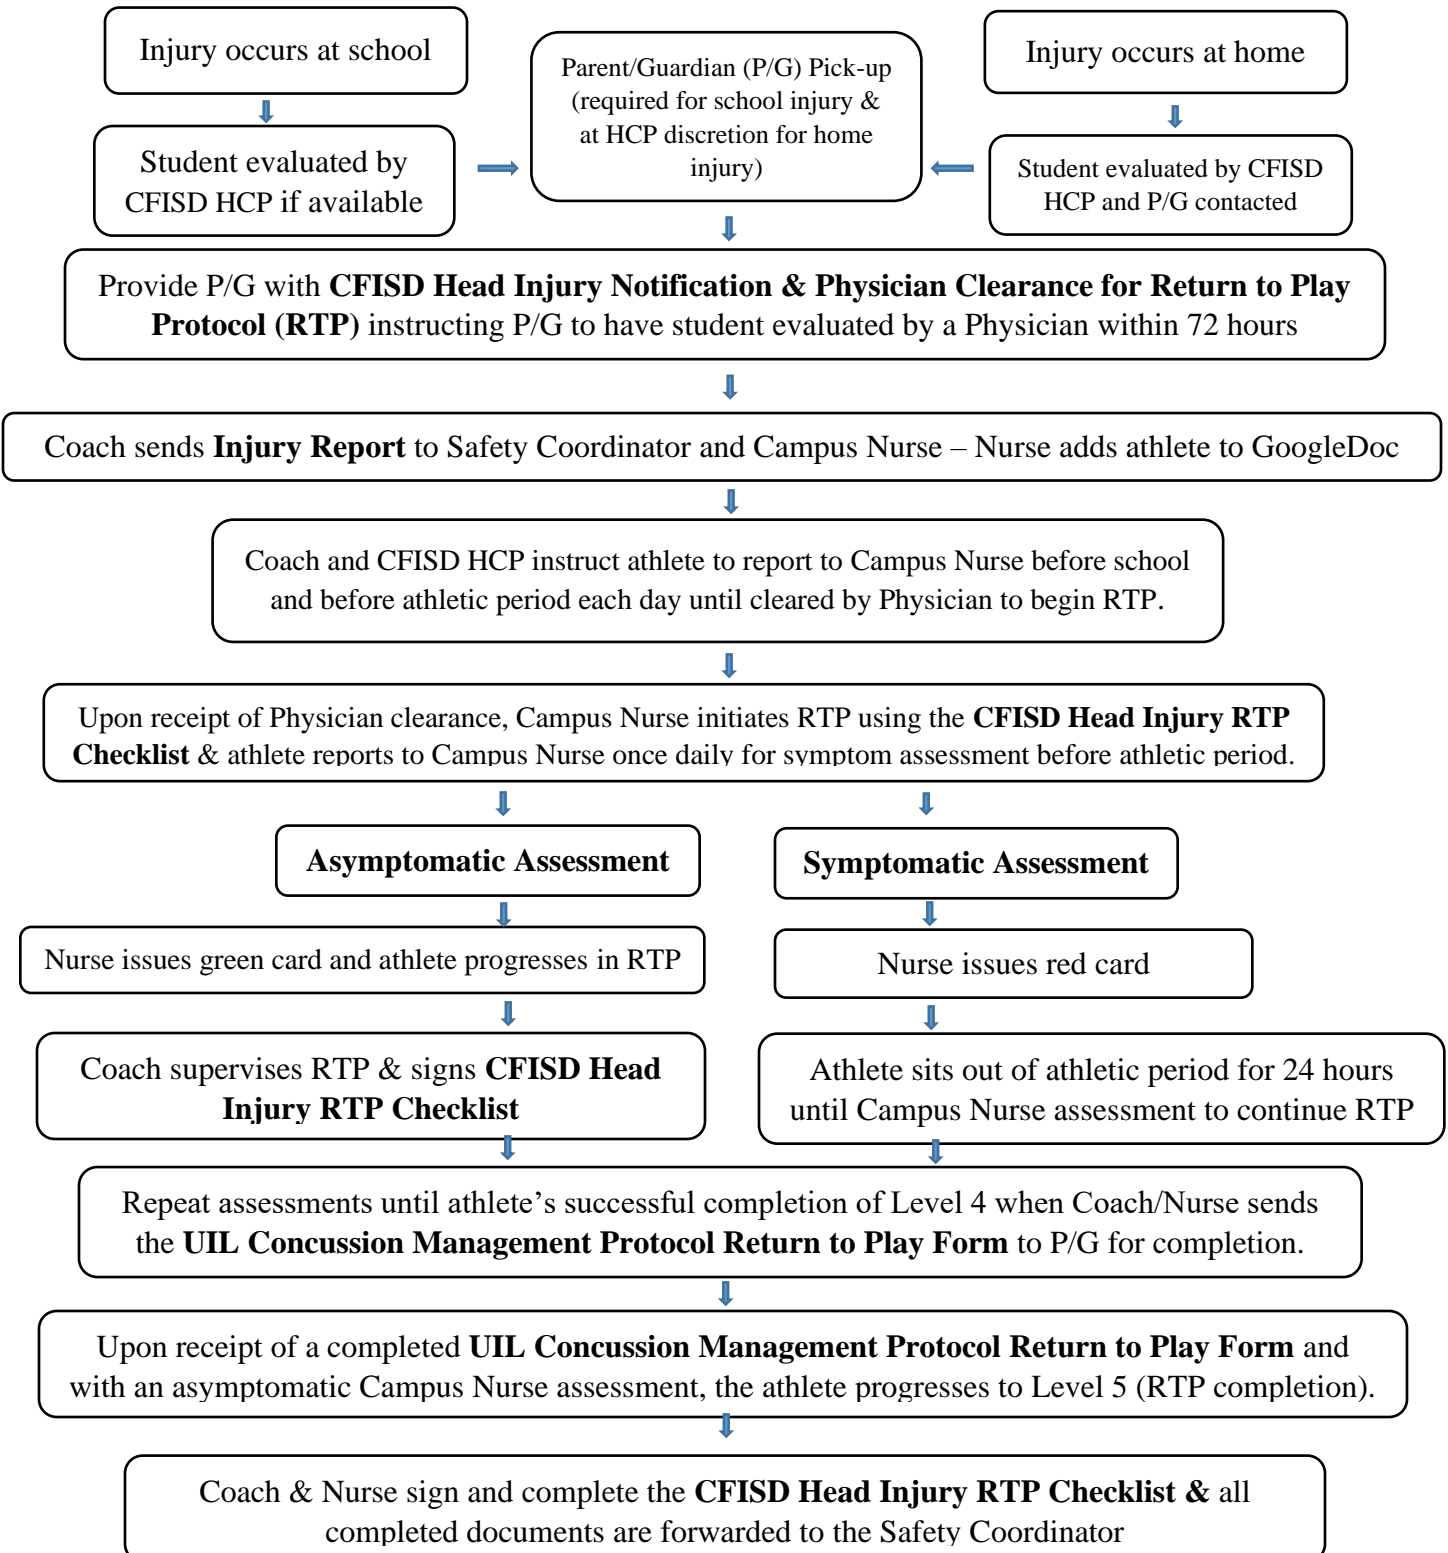 Injury occurs at school
Parent/Guardian (P/G) Pick-up
(required for school injury &
at HCP discretion for home
injury)
Injury occurs at home
Student evaluated by
CFISD HCP if available
Student evaluated by CFISD
HCP and P/G contacted
Provide P/G with CFISD Head Injury Notification & Physician Clearance for Return to Play
Protocol (RTP) instructing P/G to have student evaluated by a Physician within 72 hours
Coach sends Injury Report to Safety Coordinator and Campus Nurse – Nurse adds athlete to GoogleDoc
Coach and CFISD HCP instruct athlete to report to Campus Nurse before school
and before athletic period each day until cleared by Physician to begin RTP.
Upon receipt of Physician clearance, Campus Nurse initiates RTP using the CFISD Head Injury RTP
Checklist & athlete reports to Campus Nurse once daily for symptom assessment before athletic period.
Asymptomatic Assessment
Symptomatic Assessment
Nurse issues green card and athlete progresses in RTP
Nurse issues red card
Coach supervises RTP & signs CFISD Head
Injury RTP Checklist
Athlete sits out of athletic period for 24 hours
until Campus Nurse assessment to continue RTP
Repeat assessments until athlete’s successful completion of Level 4 when Coach/Nurse sends
the UIL Concussion Management Protocol Return to Play Form to P/G for completion.
Upon receipt of a completed UIL Concussion Management Protocol Return to Play Form and
with an asymptomatic Campus Nurse assessment, the athlete progresses to Level 5 (RTP completion).
Coach & Nurse sign and complete the CFISD Head Injury RTP Checklist & all
completed documents are forwarded to the Safety Coordinator